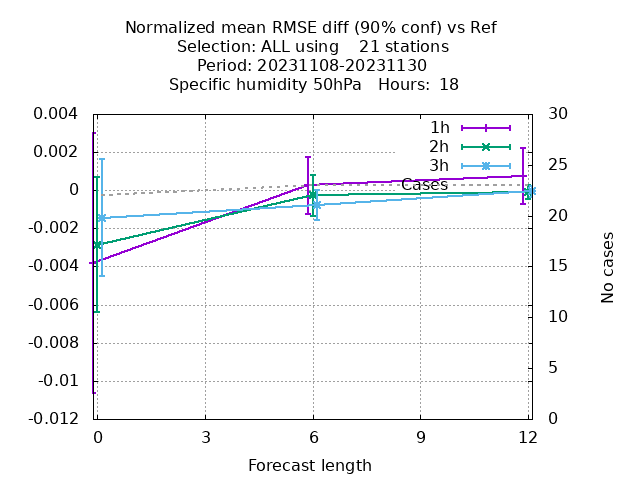 Normalized mean RMSE diff (90% conf) vs Ref
Selection: ALL using    21 stations
Period: 20231108-20231130
Specific humidity 50hPa   Hours:  18
0.004
0.002
0
-0.002
-0.004
-0.006
-0.008
-0.01
-0.012
30
25
20
15
10
5
0
1h
2h
3h
Cases
No cases
0
3
6
9
12
Forecast length